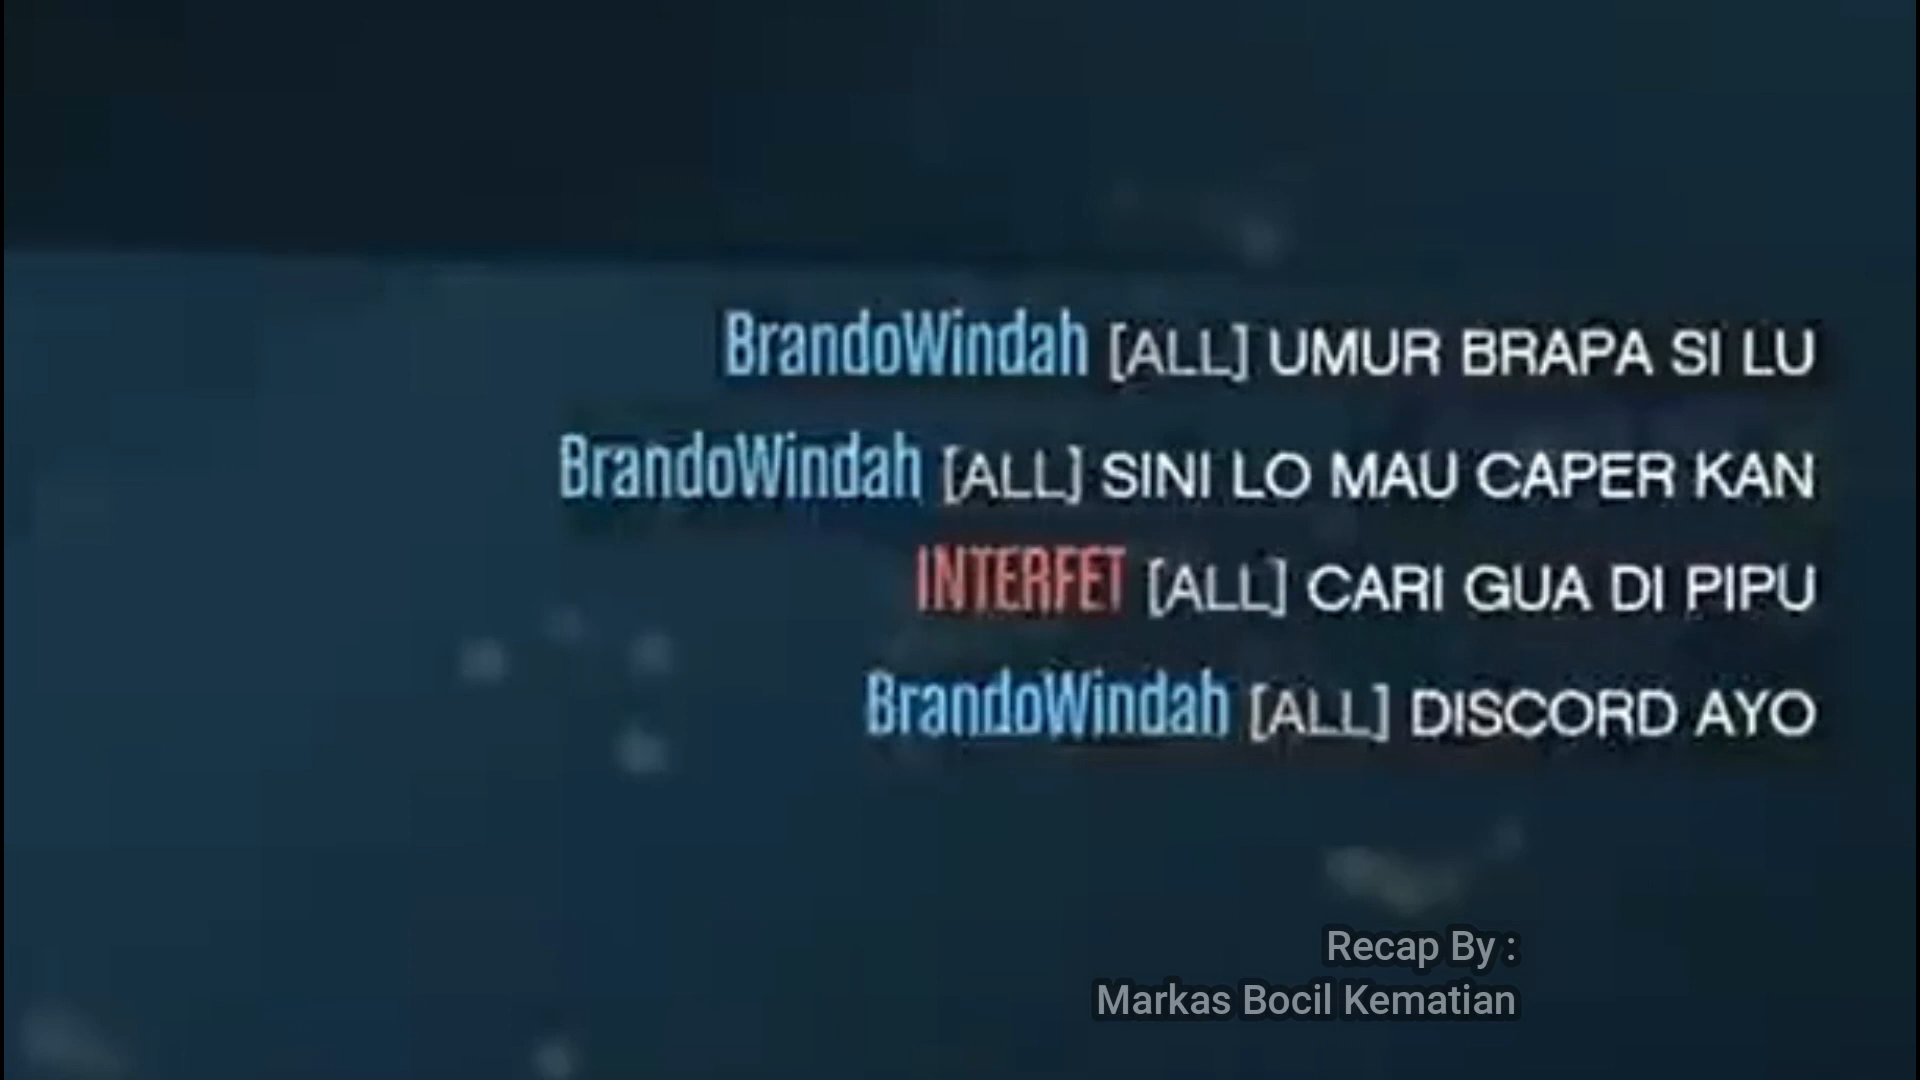 BrandoWindah [ALL] UMUR BRAPA SI LU
BrandoWindah [ALL] SINI LO MAU CAPER KAN
INTERFET [ALL] CARI GUA DI PIPU
BrandoWindah [ALL] DISCORD AYO
Recap By :
Markas Bocil Kematian